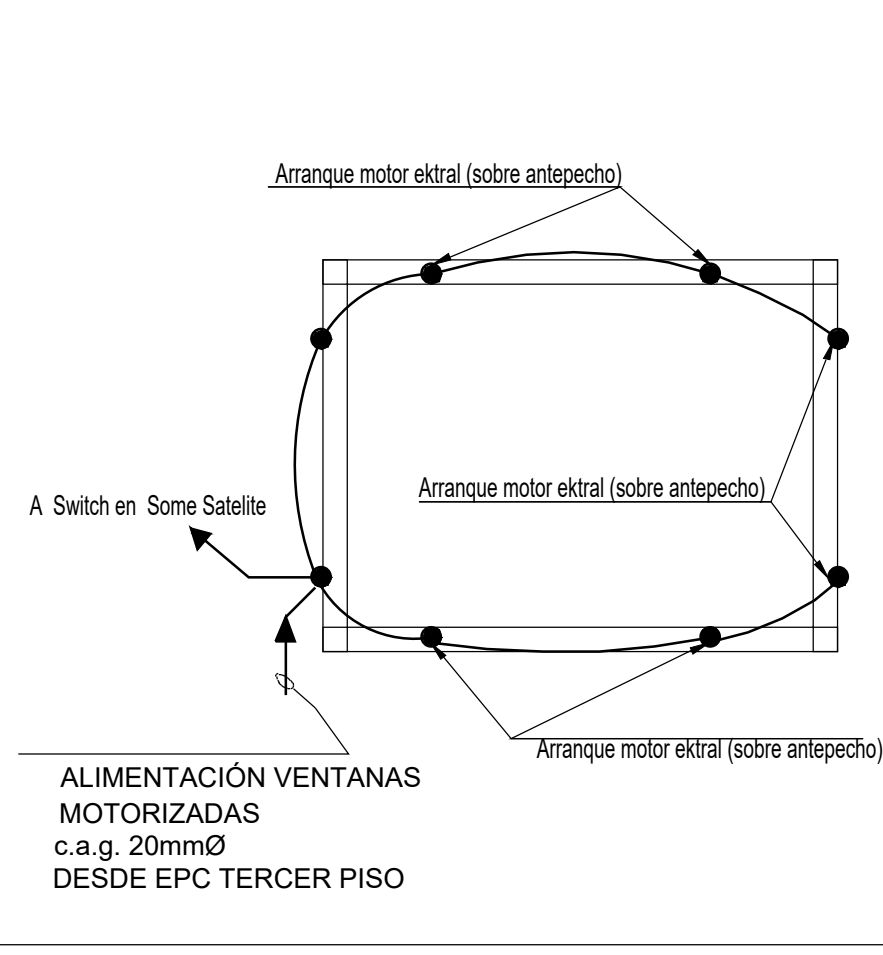 Arranque motor ektral (sobre antepecho)
Arranque motor ektral (sobre antepecho)
A Switch en Some Satelite
Arranque motor ektral (sobre antepecho)
ALIMENTACIÓN VENTANAS
MOTORIZADAS
c.a.g. 20mmØ
DESDE EPC TERCER PISO